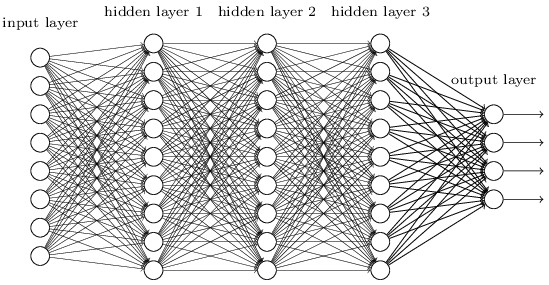 hidden layer 1
hidden layer 2
hidden layer 3
input layer
output layer